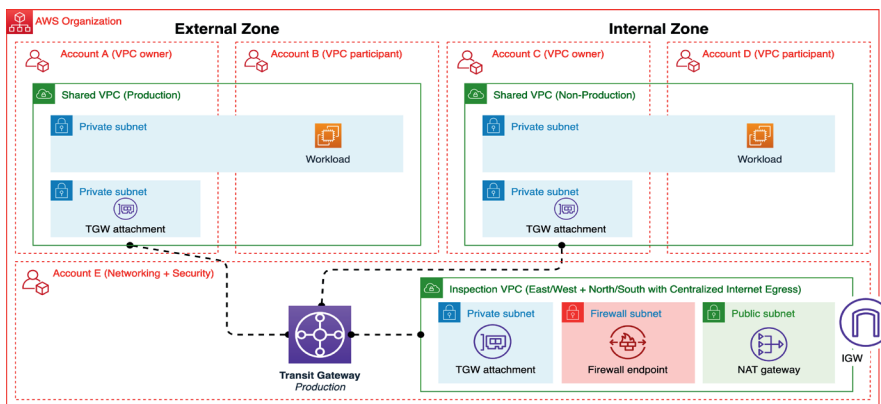 AWS Organization
External Zone
Internal Zone
Account A (VPC owner)
Account B (VPC participant)
Account C (VPC owner)
Account D (VPC participant)
Shared VPC (Production)
Shared VPC (Non-Production)
Private subnet
Workload
Private subnet
Workload
Private subnet
TGW attachment
Private subnet
TGW attachment
Account E (Networking + Security)
Inspection VPC (East/West + North/South with Centralized Internet Egress)
Private subnet
Firewall subnet
Public subnet
TGW attachment
Firewall endpoint
NAT gateway
IGW
Transit Gateway
Production